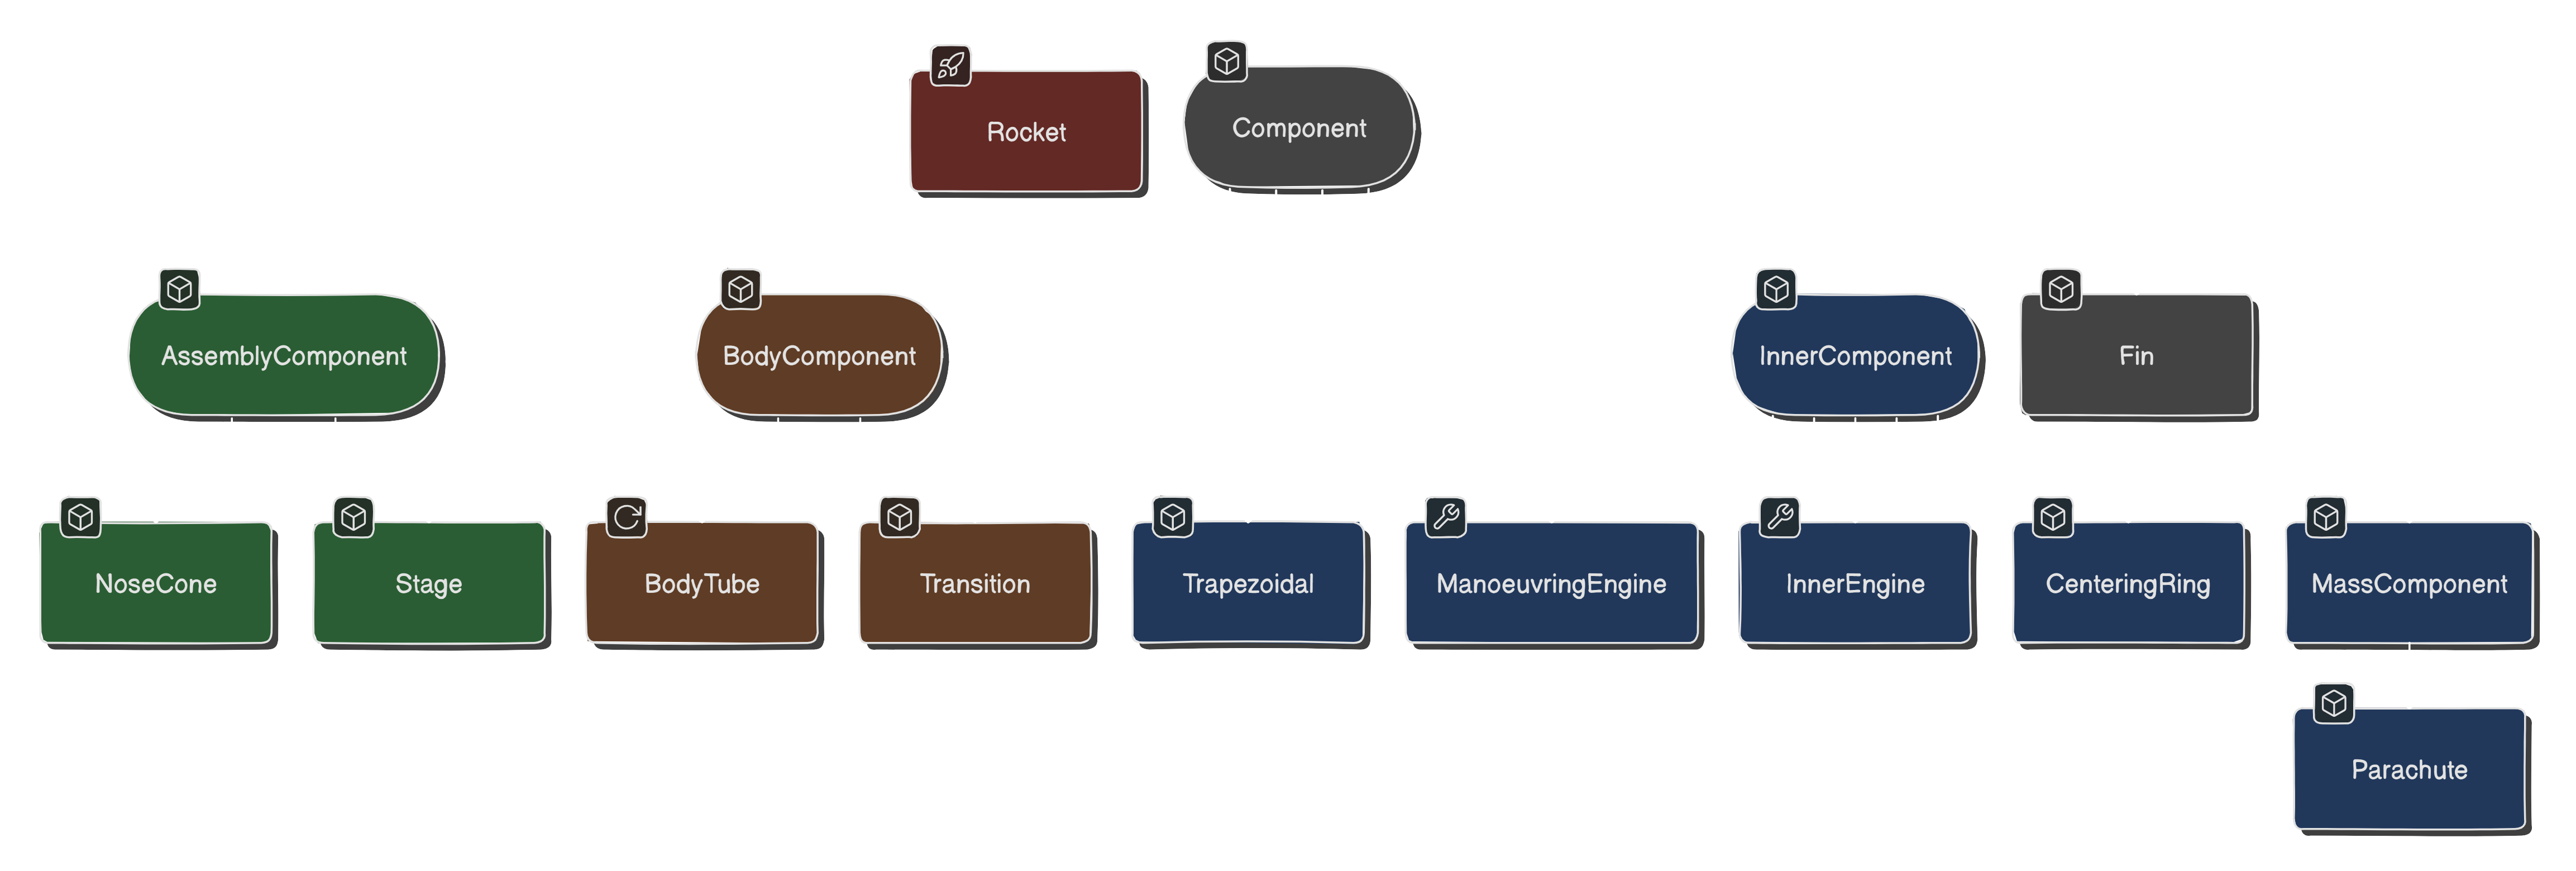 Rocket
Component
AssemblyComponent
BodyComponent
InnerComponent
Fin
NoseCone
Stage
BodyTube
Transition
Trapezoidal
ManoeuvringEngine
InnerEngine
CenteringRing
MassComponent
Parachute